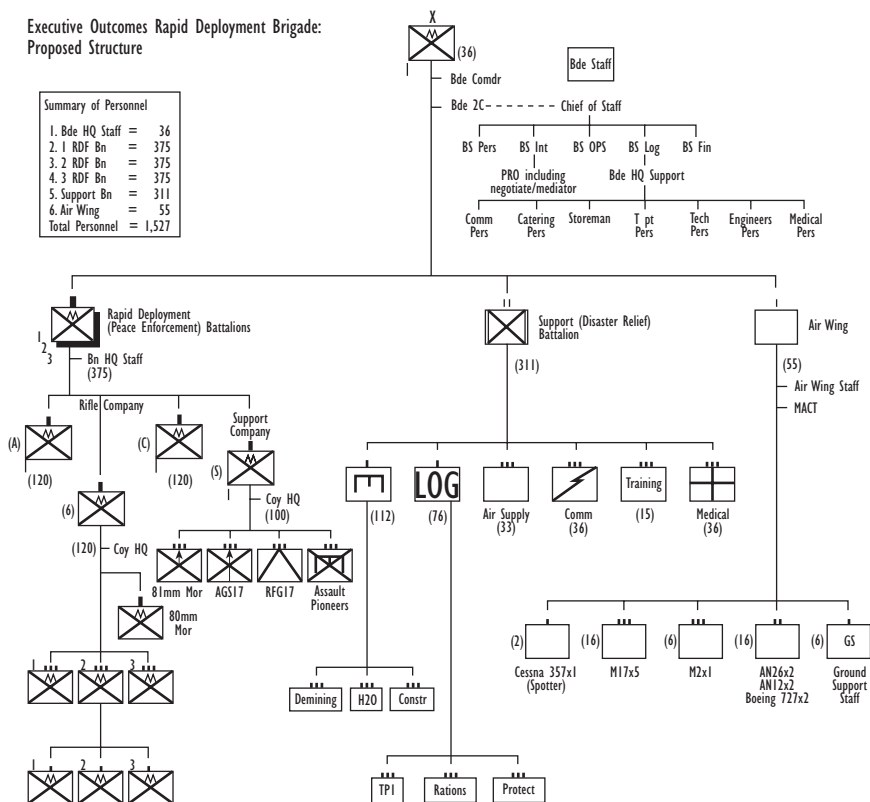 Executive Outcomes Rapid Deployment Brigade:
Proposed Structure
X
(36)
Bde Staff
Bde Comdr
Bde 2C
Chief of Staff
Summary of Personnel
1. Bde HQ Staff = 36
2. 1 RDF Bn = 375
3. 2 RDF Bn = 375
4. 3 RDF Bn = 375
5. Support Bn = 311
6. Air Wing = 55
Total Personnel = 1,527
BS Pers BS Int BS OPS BS Log BS Fin
PRO including
negotiate/mediator
Bde HQ Support
Comm
Pers
Catering
Pers
Storeman
T pt
Pers
Tech
Pers
Engineers
Pers
Medical
Pers
Rapid Deployment
(Peace Enforcement) Battalions
1
2
3
Bn HQ Staff
(375)
Support (Disaster Relief)
Battalion
(311)
Air Wing
(55)
Air Wing Staff
MACT
Rifle Company
Support
Company
(A)
(120)
(C)
(120)
(S)
Coy HQ
(100)
(6)
(120)
Coy HQ
81mm Mor
AGS17
RFG17
Assault
Pioneers
80mm
Mor
1 2 3
1 2 3
(112)
LOG
(76)
Air Supply
(33)
Comm
(36)
Training
(15)
Medical
(36)
Demining
H2O
Constr
TP1
Rations
Protect
(2)
Cessna 357x1
(Spotter)
(16)
M17x5
(6)
M2x1
(16)
AN26x2
AN12x2
Boeing 727x2
(6)
GS
Ground
Support
Staff